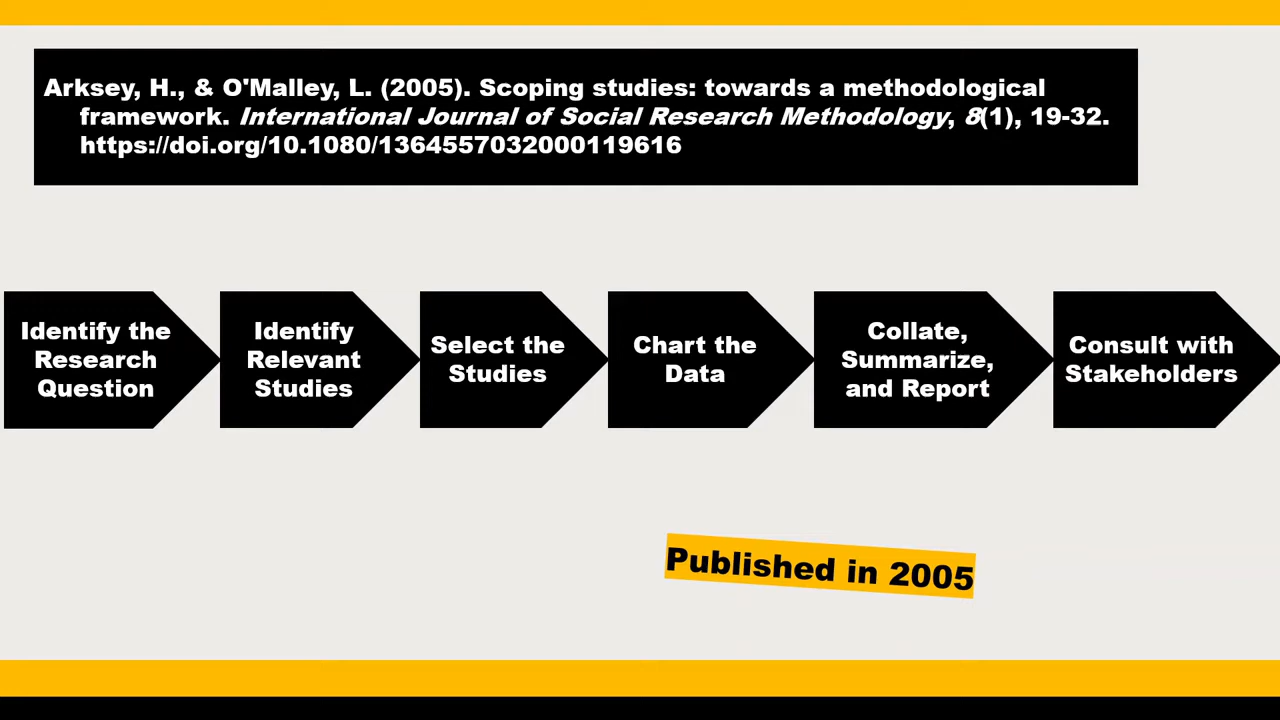 Arksey, H., & O'Malley, L. (2005). Scoping studies: towards a methodological
framework. International Journal of Social Research Methodology, 8(1), 19-32.
https://doi.org/10.1080/1364557032000119616
Identify the
Research
Question
Identify
Relevant
Studies
Select the
Studies
Chart the
Data
Collate,
Summarize,
and Report
Consult with
Stakeholders
Published in 2005